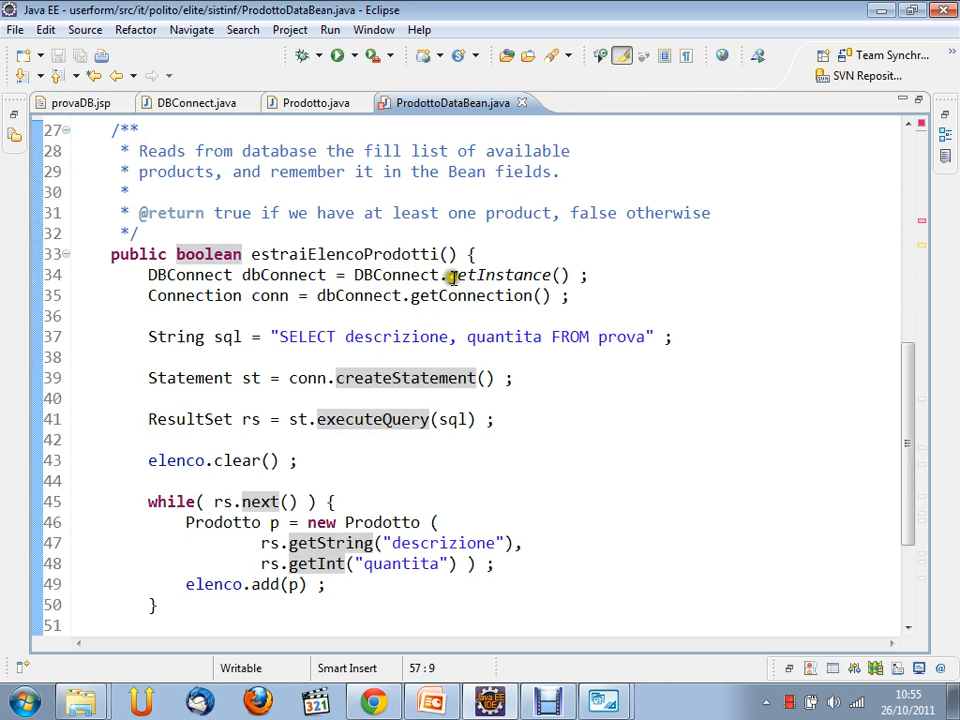 Java EE - userform/src/it/polito/elite/sistinf/ProdottoDataBean.java - Eclipse
File Edit Source Refactor Navigate Search Project Run Window Help
Team Synchr...
SVN Reposit...
provaDB.jsp DBConnect.java Prodotto.java ProdottoDataBean.java
27 /**
28 * Reads from database the fill list of available
29 * products, and remember it in the Bean fields.
30 *
31 * @return true if we have at least one product, false otherwise
32 */
33 public boolean estraiElencoProdotti() {
34 DBConnect dbConnect = DBConnect.getInstance() ;
35 Connection conn = dbConnect.getConnection() ;
36
37 String sql = "SELECT descrizione, quantita FROM prova" ;
38
39 Statement st = conn.createStatement() ;
40
41 ResultSet rs = st.executeQuery(sql) ;
42
43 elenco.clear() ;
44
45 while( rs.next() ) {
46 Prodotto p = new Prodotto (
47 rs.getString("descrizione"),
48 rs.getInt("quantita") ) ;
49 elenco.add(p) ;
50 }
51
Writable Smart Insert 57 : 9
321
Java EE
IDE
10:55
26/10/2011